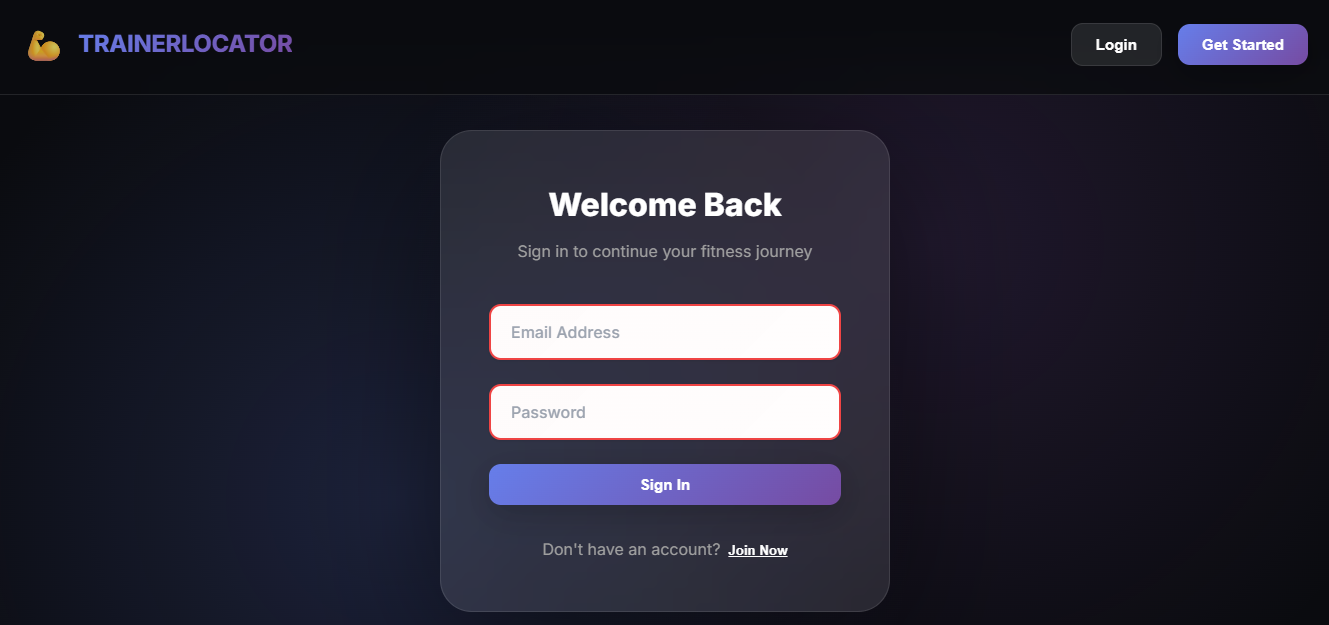 TRAINERLOCATOR
Login
Get Started
Welcome Back
Sign in to continue your fitness journey
Email Address
Password
Sign In
Don't have an account? Join Now